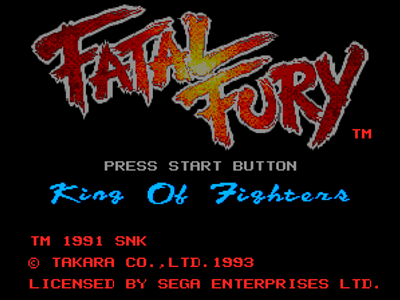 FATAL
FURY
TM
PRESS START BUTTON
King Of Fighters
TM 1991 SNK
© TAKARA CO.,LTD.1993
LICENSED BY SEGA ENTERPRISES LTD.